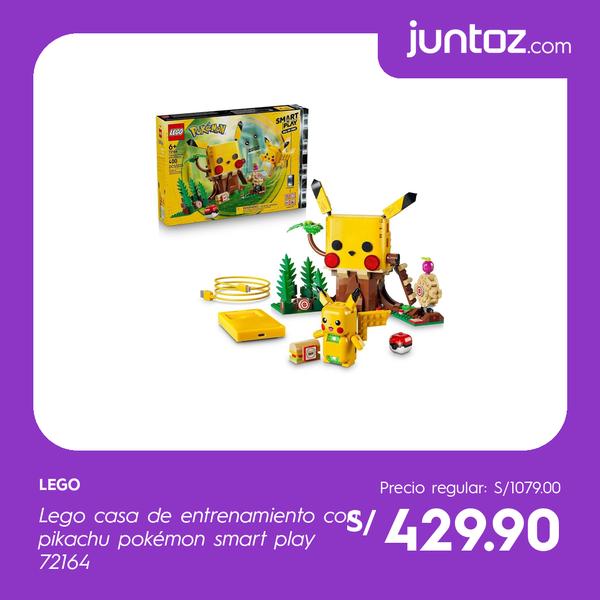 juntoz.com
LEGO
POKÉMON
SMART
PLAY
6+
LEGO
Precio regular: S/1079.00
Lego casa de entrenamiento con
S/ 429.90
pikachu pokémon smart play
72164